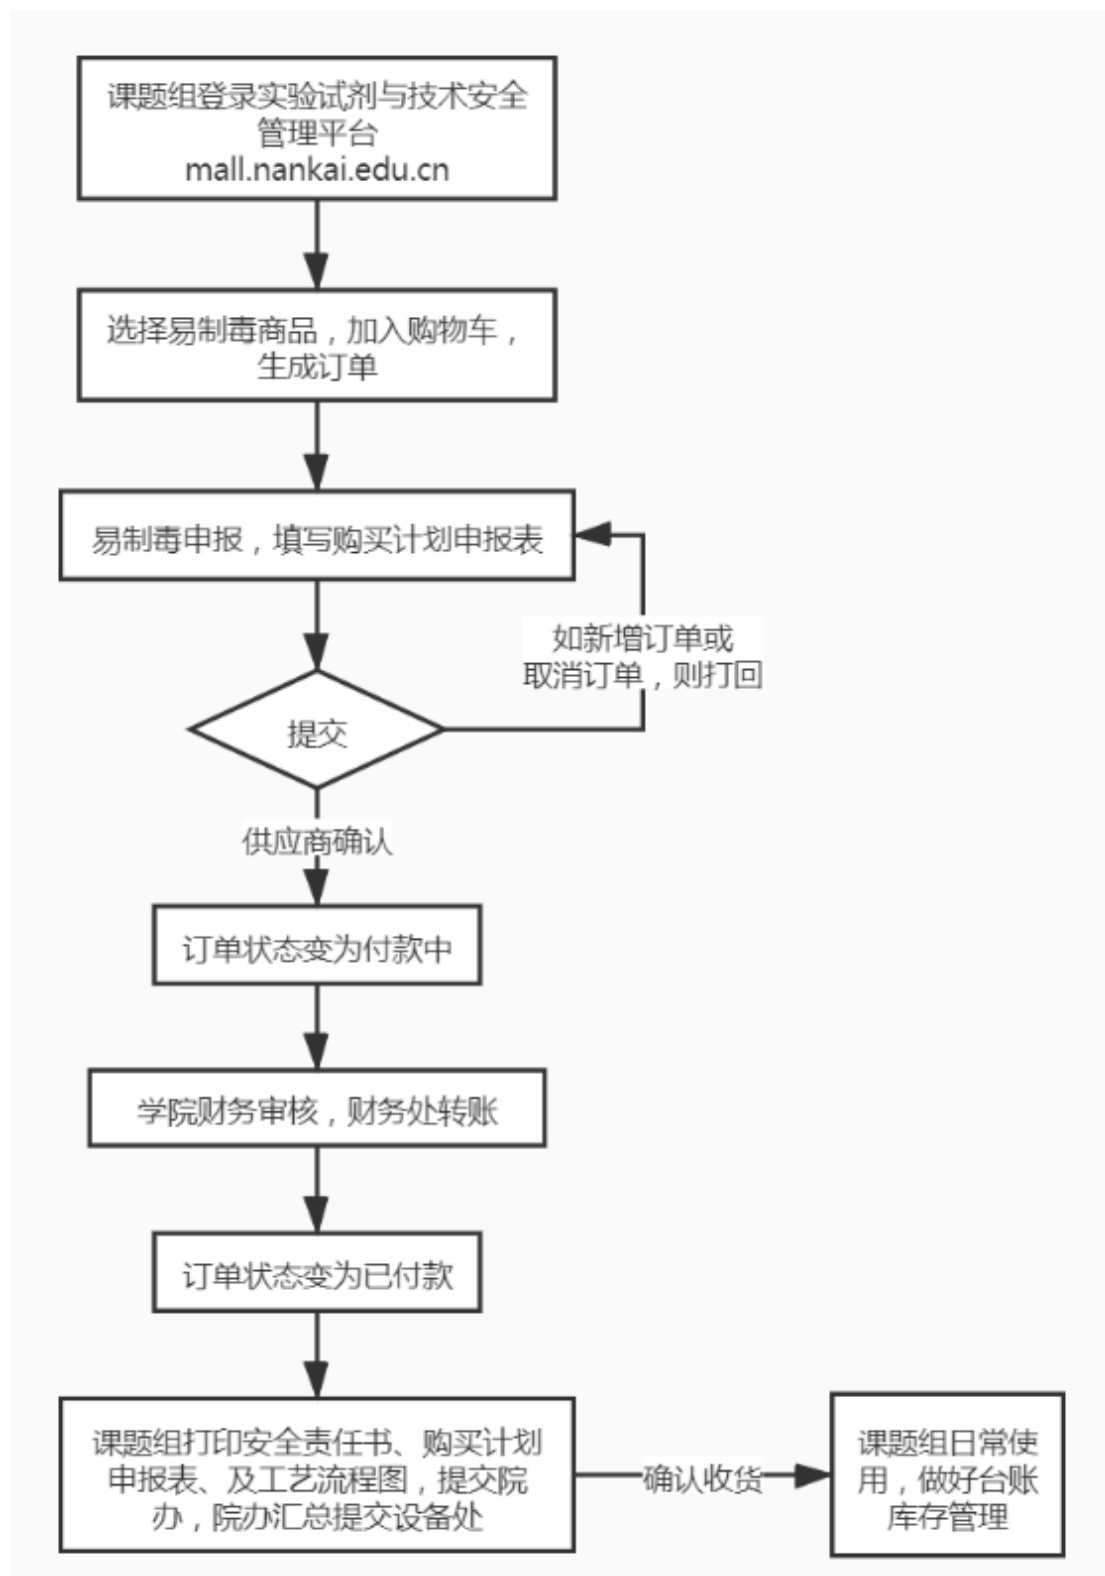 课题组登录实验试剂与技术安全
管理平台
mall.nankai.edu.cn
选择易制毒商品，加入购物车，
生成订单
易制毒申报，填写购买计划申报表
如新增订单或
取消订单，则打回
提交
供应商确认
订单状态变为付款中
学院财务审核，财务处转账
订单状态变为已付款
课题组打印安全责任书、购买计划
申报表、及工艺流程图，提交院
办，院办汇总提交设备处
确认收货
课题组日常使
用，做好台账
库存管理